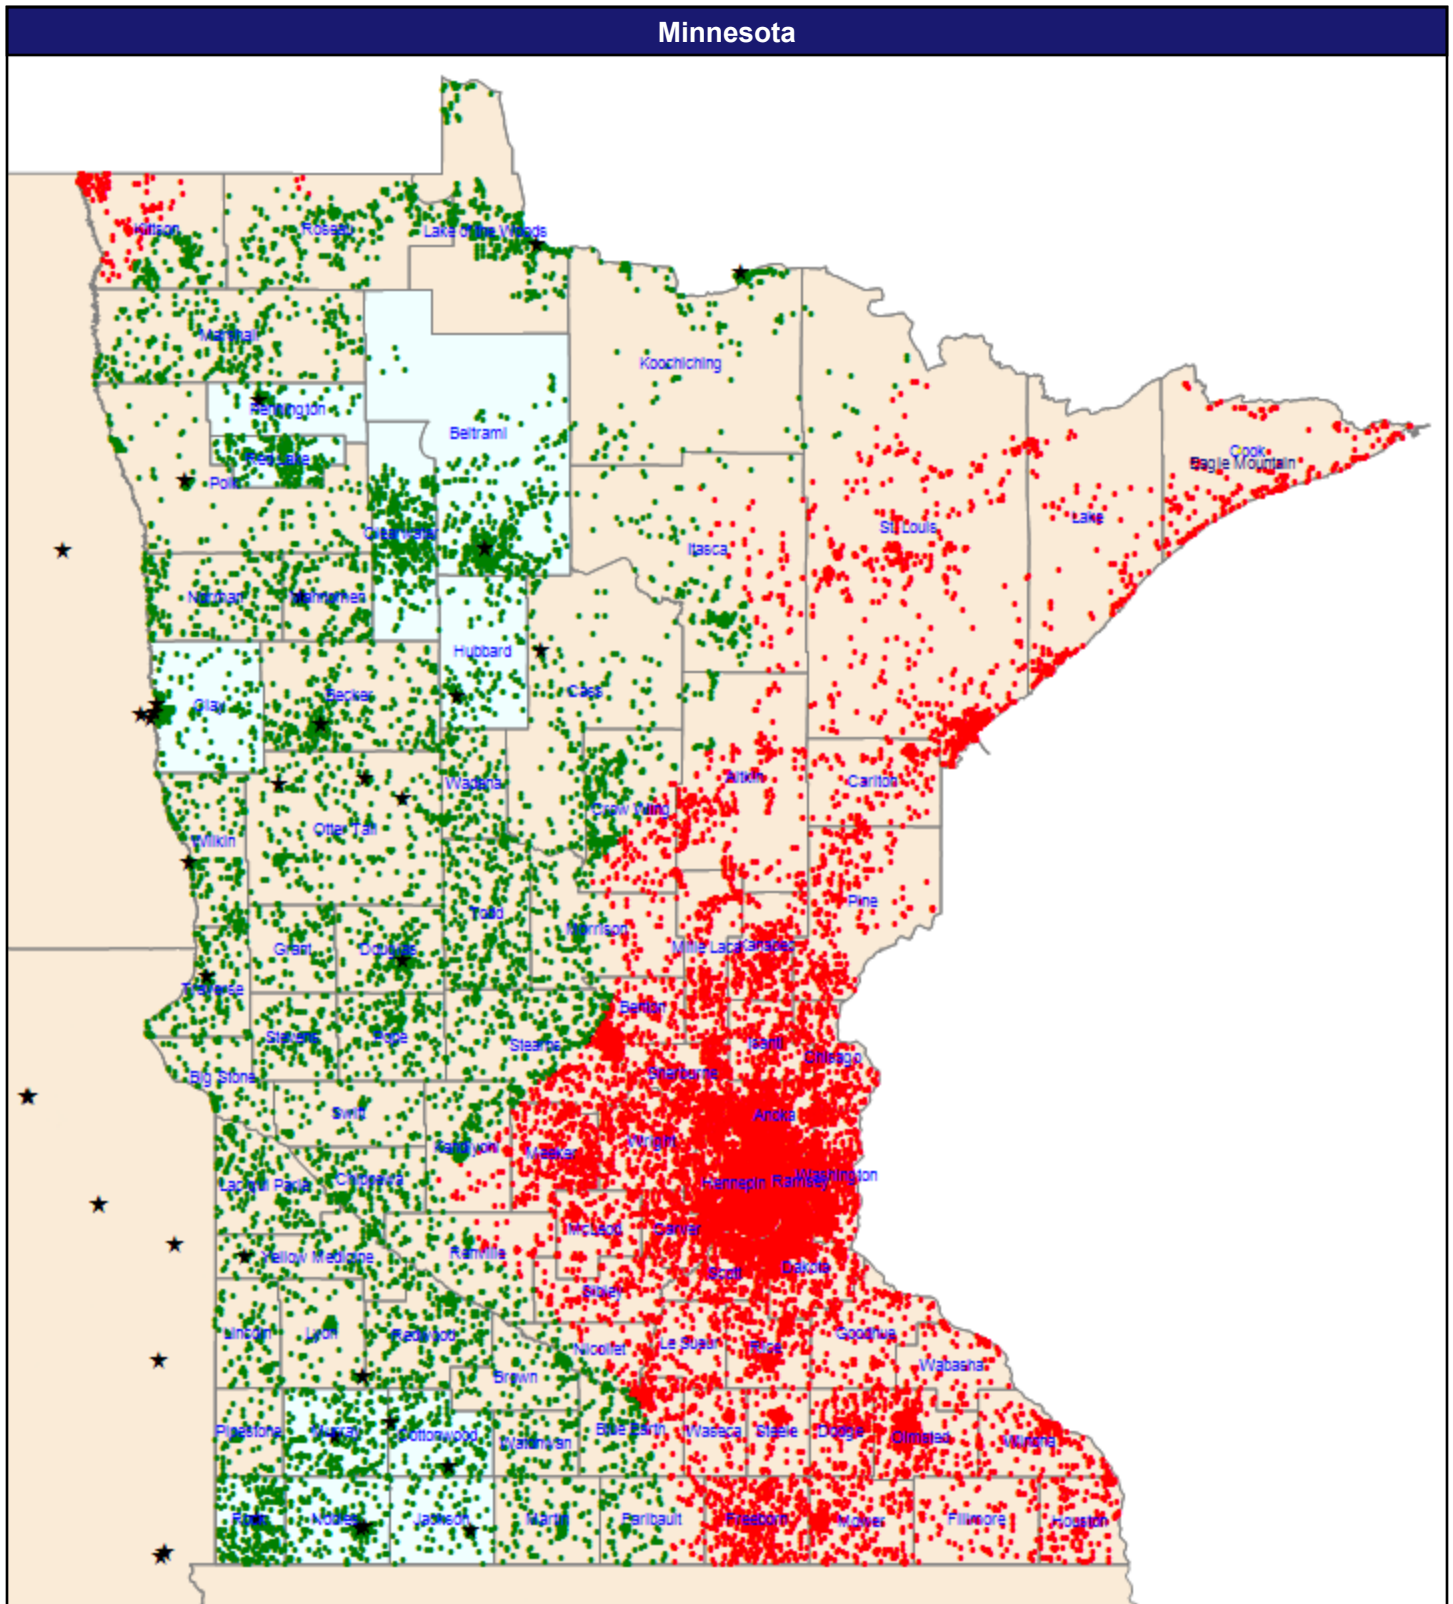 Minnesota
Kittson
Roseau
Lake of the Woods
Marshall
Koochiching
Pennington
Beltrami
Red Lake
Polk
Cook
Eagle Mountain
Clearwater
St. Louis
Lake
Itasca
Norman
Mahnomen
Hubbard
Clay
Becker
Cass
Wadena
Aitkin
Carlton
Crow Wing
Otter Tail
Wilkin
Pine
Todd
Morrison
Grant
Douglas
Mille Lacs
Kanabec
Traverse
Benton
Stevens
Pope
Stearns
Isanti
Chisago
Big Stone
Sherburne
Swift
Anoka
Kandiyohi
Meeker
Wright
Lac qui Parle
Chippewa
Hennepin
Ramsey
Washington
McLeod
Carver
Yellow Medicine
Renville
Scott
Dakota
Sibley
Lincoln
Lyon
Redwood
Nicollet
Le Sueur
Rice
Goodhue
Wabasha
Brown
Pipestone
Murray
Cottonwood
Watonwan
Blue Earth
Waseca
Steele
Dodge
Olmsted
Winona
Rock
Nobles
Jackson
Martin
Faribault
Freeborn
Mower
Fillmore
Houston